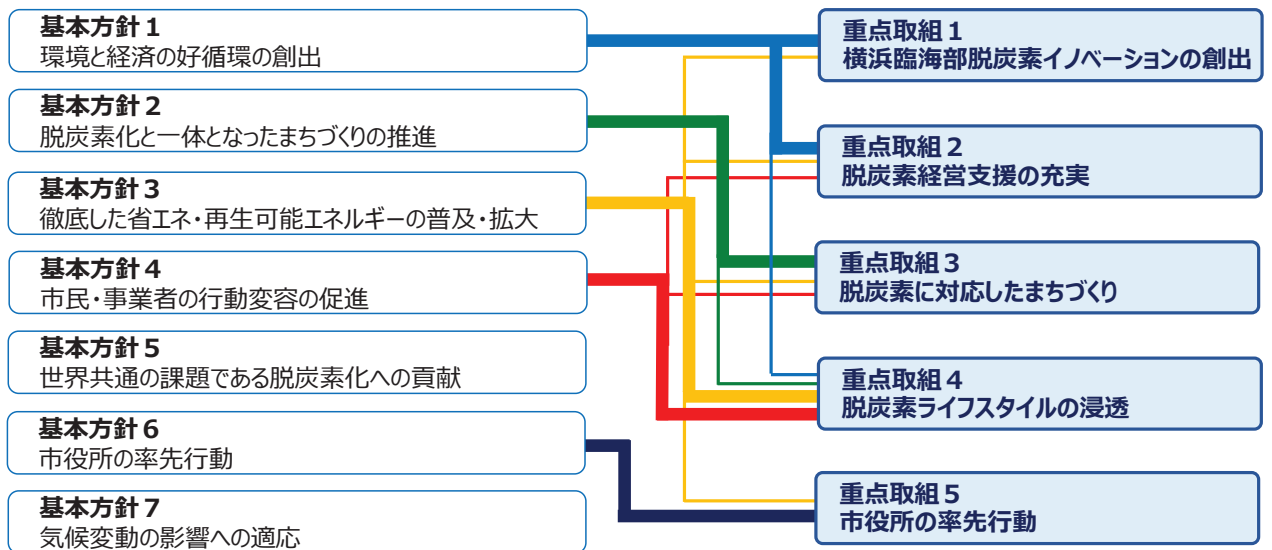 基本方針１
環境と経済の好循環の創出
基本方針２
脱炭素化と一体となったまちづくりの推進
基本方針３
徹底した省エネ・再生可能エネルギーの普及・拡大
基本方針４
市民・事業者の行動変容の促進
基本方針５
世界共通の課題である脱炭素化への貢献
基本方針６
市役所の率先行動
基本方針７
気候変動の影響への適応
重点取組１
横浜臨海部脱炭素イノベーションの創出
重点取組２
脱炭素経営支援の充実
重点取組３
脱炭素に対応したまちづくり
重点取組４
脱炭素ライフスタイルの浸透
重点取組５
市役所の率先行動